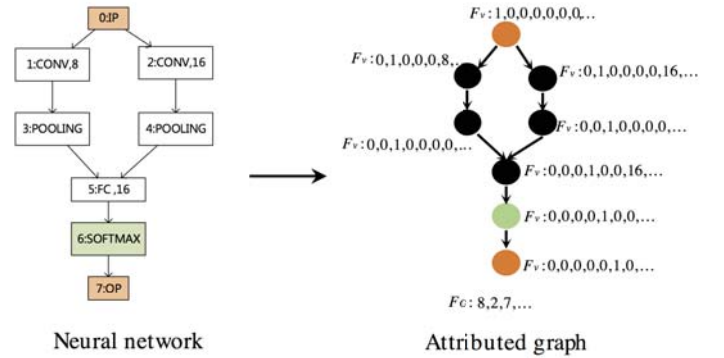 0:IP
1:CONV,8
2:CONV,16
3:POOLING
4:POOLING
5:FC ,16
6:SOFTMAX
7:OP
Neural network
Fv:1,0,0,0,0,0,0,...
Fv:0,1,0,0,0,8,...
Fv:0,1,0,0,0,0,16,...
Fv:0,0,1,0,0,0,0,...
Fv:0,0,1,0,0,0,0,...
Fv:0,0,0,1,0,0,16,...
Fv:0,0,0,0,1,0,0,...
Fv:0,0,0,0,0,1,0,...
FG:8,2,7,...
Attributed graph